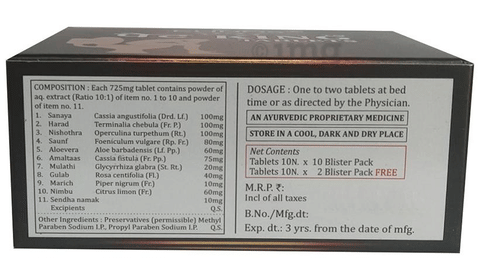 1mg
COMPOSITION : Each 725mg tablet contains powder of
aq. extract (Ratio 10:1) of item no. 1 to 10 and powder
of item no. 11.
1. Sanaya Cassia angustifolia (Drd. Lf.) 100mg
2. Harad Terminalia chebula (Fr. P.) 100mg
3. Nishothra Operculina turpethum (Rt.) 100mg
4. Saunf Foeniculum vulgare (Rp. Fr.) 80mg
5. Aloevera Aloe barbadensis (Lf. Pp.) 60mg
6. Amaltaas Cassia fistula (Fr. Pp.) 75mg
7. Mulathi Glycyrrhiza glabra (St. Rt.) 20mg
8. Gulab Rosa centifolia (Fl.) 40mg
9. Marich Piper nigrum (Fr.) 10mg
10. Nimbu Citrus limon (Fr.) 60mg
11. Sendha namak 10mg
Excipients Q.S.
Other Ingredients : Preservatives (permissible) Methyl
Paraben Sodium I.P., Propyl Paraben Sodium I.P. Q.S.
DOSAGE : One to two tablets at bed
time or as directed by the Physician.
AN AYURVEDIC PROPRIETARY MEDICINE
STORE IN A COOL, DARK AND DRY PLACE
Net Contents
Tablets 10N. x 10 Blister Pack
Tablets 10N. x 2 Blister Pack FREE
M.R.P. ₹:
Incl of all taxes
B.No./Mfg.dt:
Exp. dt.: 3 yrs. from the date of mfg.